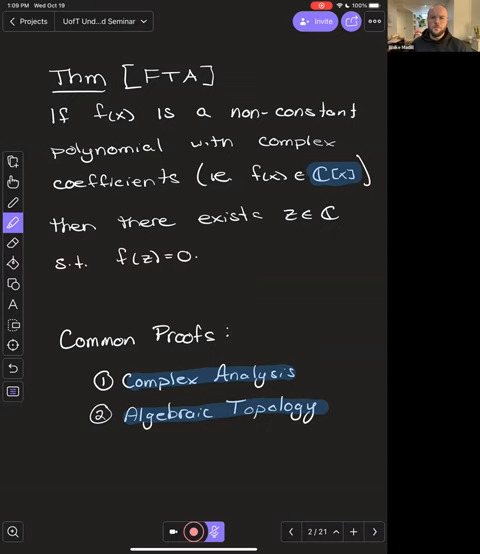 1:09 PM Wed Oct 19
100%
Projects
UofT Und...d Seminar
Invite
Blake Madill
Thm [FTA]
If f(x) is a non-constant
polynomial with complex
coefficients (i.e. f(x) ∈ ℂ[x])
then there exists z ∈ ℂ
s.t. f(z) = 0.
Common Proofs:
① Complex Analysis
② Algebraic Topology
A
2/21